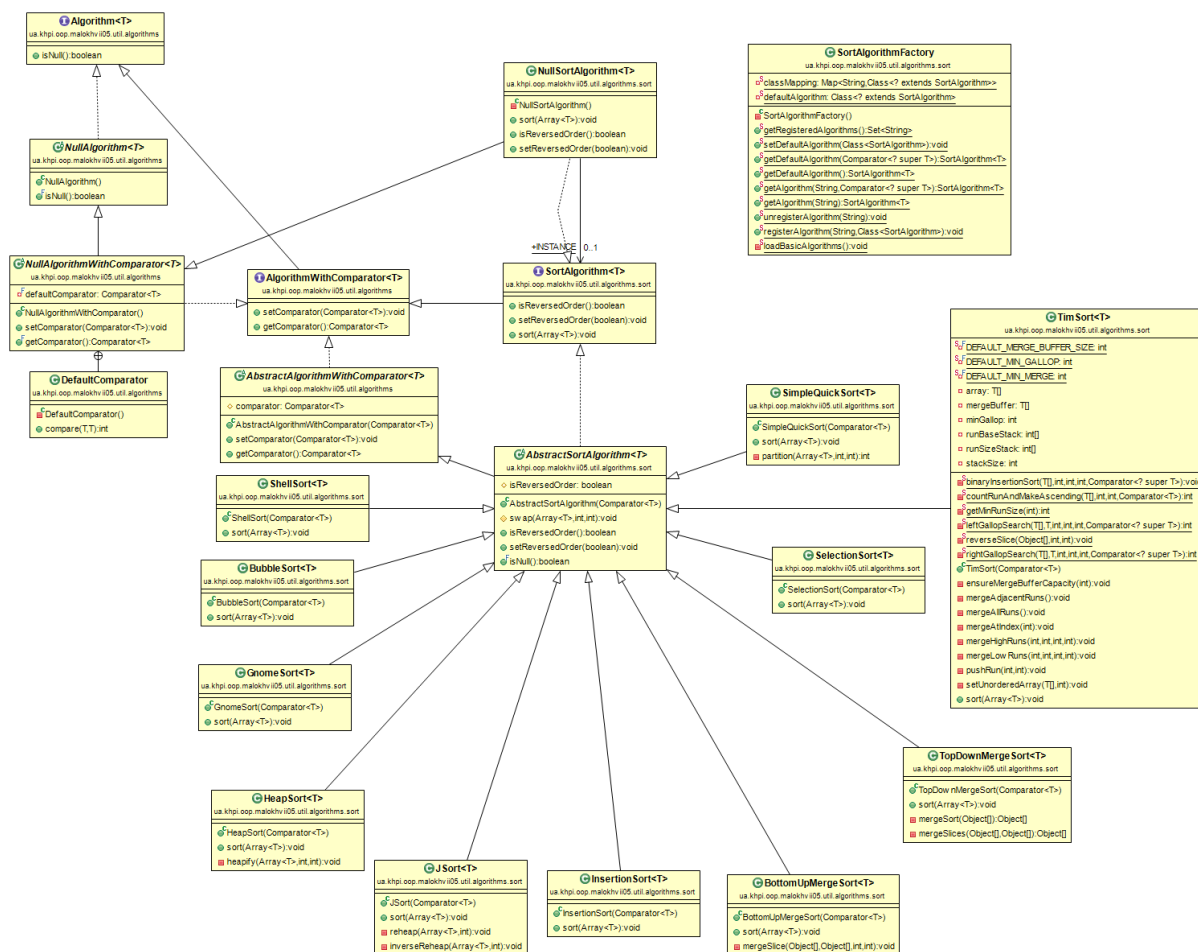 Algorithm<T>
ua.khpi.oop.malokhvii05.util.algorithms
isNull():boolean
NullAlgorithm<T>
ua.khpi.oop.malokhvii05.util.algorithms
NullAlgorithm()
isNull():boolean
NullAlgorithmWithComparator<T>
ua.khpi.oop.malokhvii05.util.algorithms
defaultComparator: Comparator<T>
NullAlgorithmWithComparator()
setComparator(Comparator<T>):void
getComparator():Comparator<T>
DefaultComparator
DefaultComparator()
compare(T,T):int
NullSortAlgorithm<T>
ua.khpi.oop.malokhvii05.util.algorithms.sort
NullSortAlgorithm()
sort(Array<T>):void
isReversedOrder():boolean
setReversedOrder(boolean):void
+INSTANCE 0..1
AlgorithmWithComparator<T>
ua.khpi.oop.malokhvii05.util.algorithms
setComparator(Comparator<T>):void
getComparator():Comparator<T>
SortAlgorithm<T>
ua.khpi.oop.malokhvii05.util.algorithms.sort
isReversedOrder():boolean
setReversedOrder(boolean):void
sort(Array<T>):void
SortAlgorithmFactory
ua.khpi.oop.malokhvii05.util.algorithms.sort
classMapping: Map<String,Class<? extends SortAlgorithm>>
defaultAlgorithm: Class<? extends SortAlgorithm>
SortAlgorithmFactory()
getRegisteredAlgorithms():Set<String>
setDefaultAlgorithm(Class<SortAlgorithm>):void
getDefaultAlgorithm(Comparator<? super T>):SortAlgorithm<T>
getDefaultAlgorithm():SortAlgorithm<T>
getAlgorithm(String,Comparator<? super T>):SortAlgorithm<T>
getAlgorithm(String):SortAlgorithm<T>
unregisterAlgorithm(String):void
registerAlgorithm(String,Class<SortAlgorithm>):void
loadBasicAlgorithms():void
AbstractAlgorithmWithComparator<T>
ua.khpi.oop.malokhvii05.util.algorithms
comparator: Comparator<T>
AbstractAlgorithmWithComparator(Comparator<T>)
setComparator(Comparator<T>):void
getComparator():Comparator<T>
AbstractSortAlgorithm<T>
ua.khpi.oop.malokhvii05.util.algorithms.sort
isReversedOrder: boolean
AbstractSortAlgorithm(Comparator<T>)
swap(Array<T>,int,int):void
isReversedOrder():boolean
setReversedOrder(boolean):void
isNull():boolean
SimpleQuickSort<T>
ua.khpi.oop.malokhvii05.util.algorithms.sort
SimpleQuickSort(Comparator<T>)
sort(Array<T>):void
partition(Array<T>,int,int):int
TimSort<T>
ua.khpi.oop.malokhvii05.util.algorithms.sort
DEFAULT_MERGE_BUFFER_SIZE: int
DEFAULT_MIN_GALLOP: int
DEFAULT_MIN_MERGE: int
array: T[]
mergeBuffer: T[]
minGallop: int
runBaseStack: int[]
runSizeStack: int[]
stackSize: int
binaryInsertionSort(T[],int,int,int,Comparator<? super T>):void
countRunAndMakeAscending(T[],int,int,Comparator<T>):int
getMinRunSize(int):int
leftGallopSearch(T[],T,int,int,int,Comparator<? super T>):int
reverseSlice(Object[],int,int):void
rightGallopSearch(T[],T,int,int,int,Comparator<? super T>):int
TimSort(Comparator<T>)
ensureMergeBufferCapacity(int):void
mergeAdjacentRuns():void
mergeAllRuns():void
mergeAtIndex(int):void
mergeHighRuns(int,int,int,int):void
mergeLowRuns(int,int,int,int):void
pushRun(int,int):void
setUnorderedArray(T[],int):void
sort(Array<T>):void
ShellSort<T>
ua.khpi.oop.malokhvii05.util.algorithms.sort
ShellSort(Comparator<T>)
sort(Array<T>):void
BubbleSort<T>
ua.khpi.oop.malokhvii05.util.algorithms.sort
BubbleSort(Comparator<T>)
sort(Array<T>):void
SelectionSort<T>
ua.khpi.oop.malokhvii05.util.algorithms.sort
SelectionSort(Comparator<T>)
sort(Array<T>):void
GnomeSort<T>
ua.khpi.oop.malokhvii05.util.algorithms.sort
GnomeSort(Comparator<T>)
sort(Array<T>):void
HeapSort<T>
ua.khpi.oop.malokhvii05.util.algorithms.sort
HeapSort(Comparator<T>)
sort(Array<T>):void
heapify(Array<T>,int,int):void
JSort<T>
ua.khpi.oop.malokhvii05.util.algorithms.sort
JSort(Comparator<T>)
sort(Array<T>):void
reheap(Array<T>,int):void
inverseReheap(Array<T>,int):void
InsertionSort<T>
ua.khpi.oop.malokhvii05.util.algorithms.sort
InsertionSort(Comparator<T>)
sort(Array<T>):void
BottomUpMergeSort<T>
ua.khpi.oop.malokhvii05.util.algorithms.sort
BottomUpMergeSort(Comparator<T>)
sort(Array<T>):void
mergeSlice(Object[],Object[],int,int):void
TopDownMergeSort<T>
ua.khpi.oop.malokhvii05.util.algorithms.sort
TopDownMergeSort(Comparator<T>)
sort(Array<T>):void
mergeSort(Object[]):Object[]
mergeSlices(Object[],Object[]):Object[]